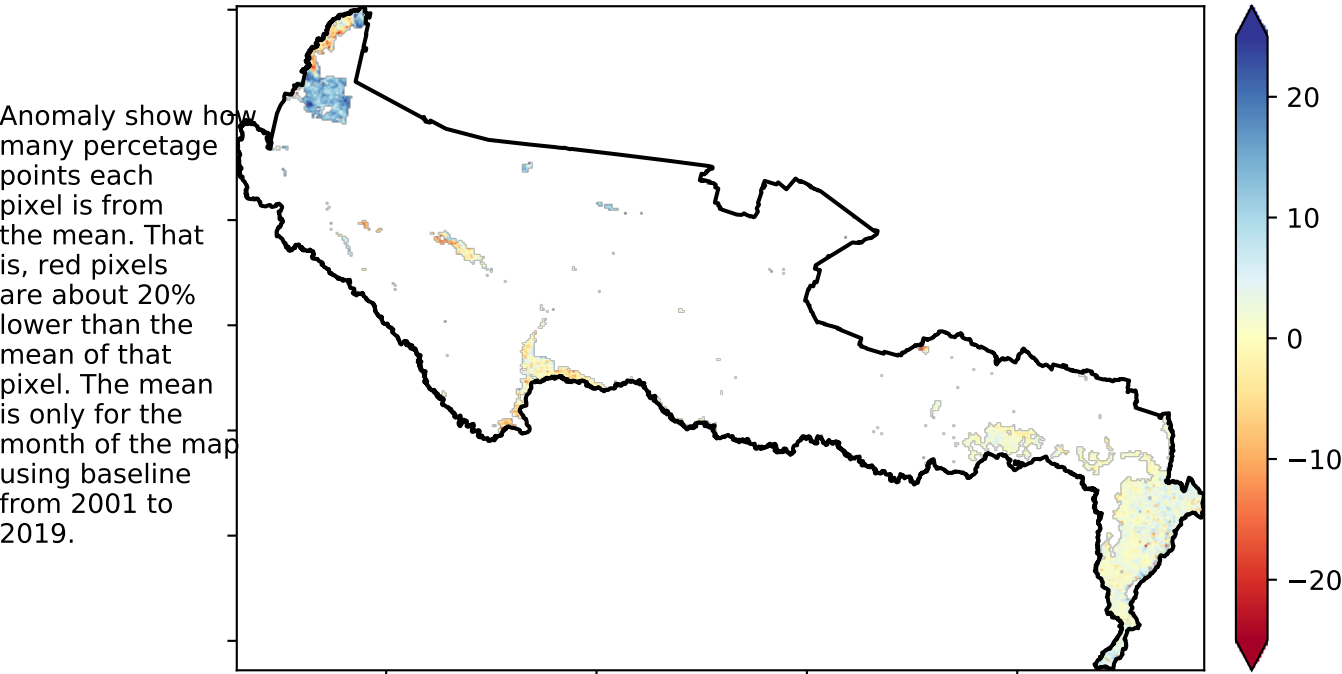 Anomaly show how
many percetage
points each
pixel is from
the mean. That
is, red pixels
are about 20%
lower than the
mean of that
pixel. The mean
is only for the
month of the map
using baseline
from 2001 to
2019.
20
10
0
−10
−20